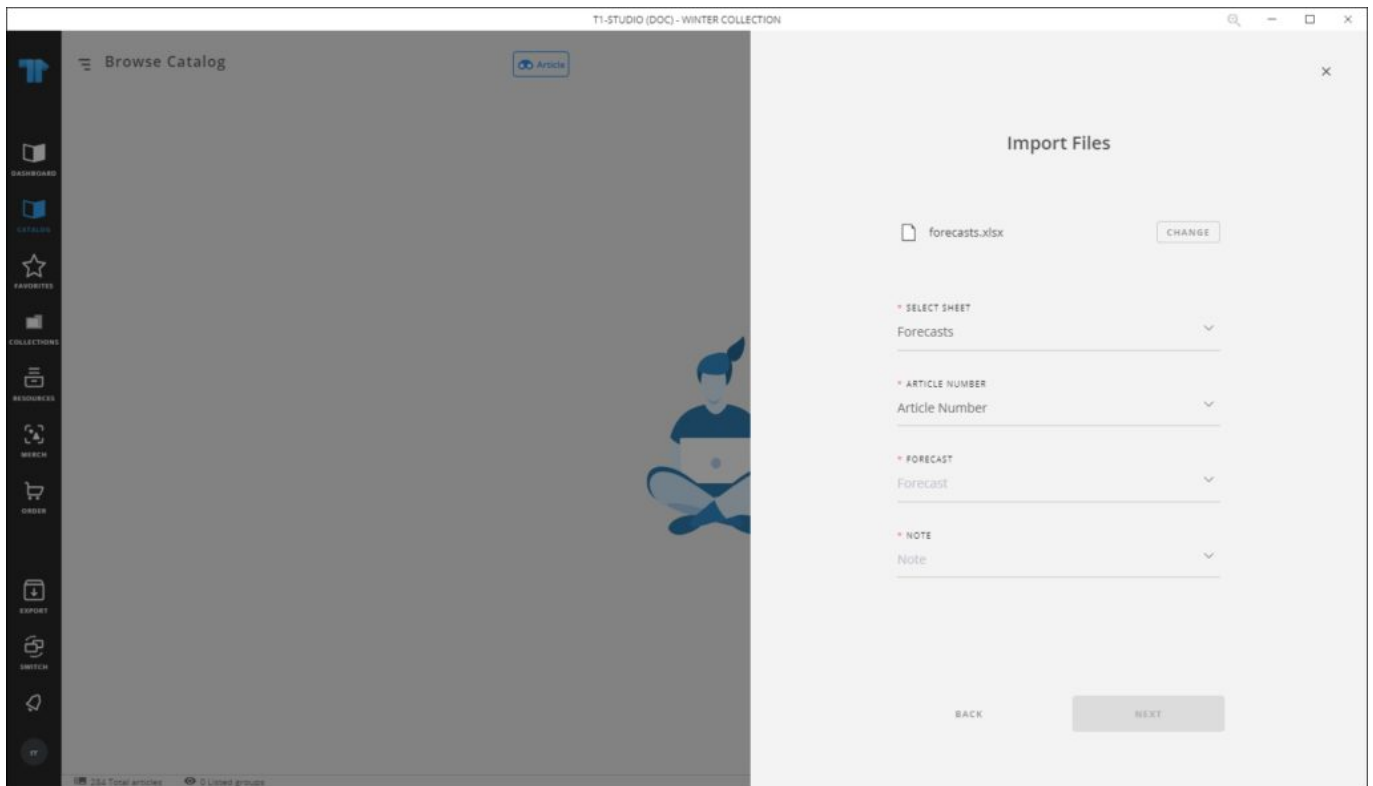 T1-STUDIO (DOC) - WINTER COLLECTION
Browse Catalog
Article
DASHBOARD
CATALOG
FAVORITES
COLLECTIONS
RESOURCES
MERCH
ORDER
EXPORT
SWITCH
284 Total articles 0 Listed groups
Import Files
forecasts.xlsx CHANGE
* SELECT SHEET
Forecasts
* ARTICLE NUMBER
Article Number
* FORECAST
Forecast
* NOTE
Note
BACK NEXT